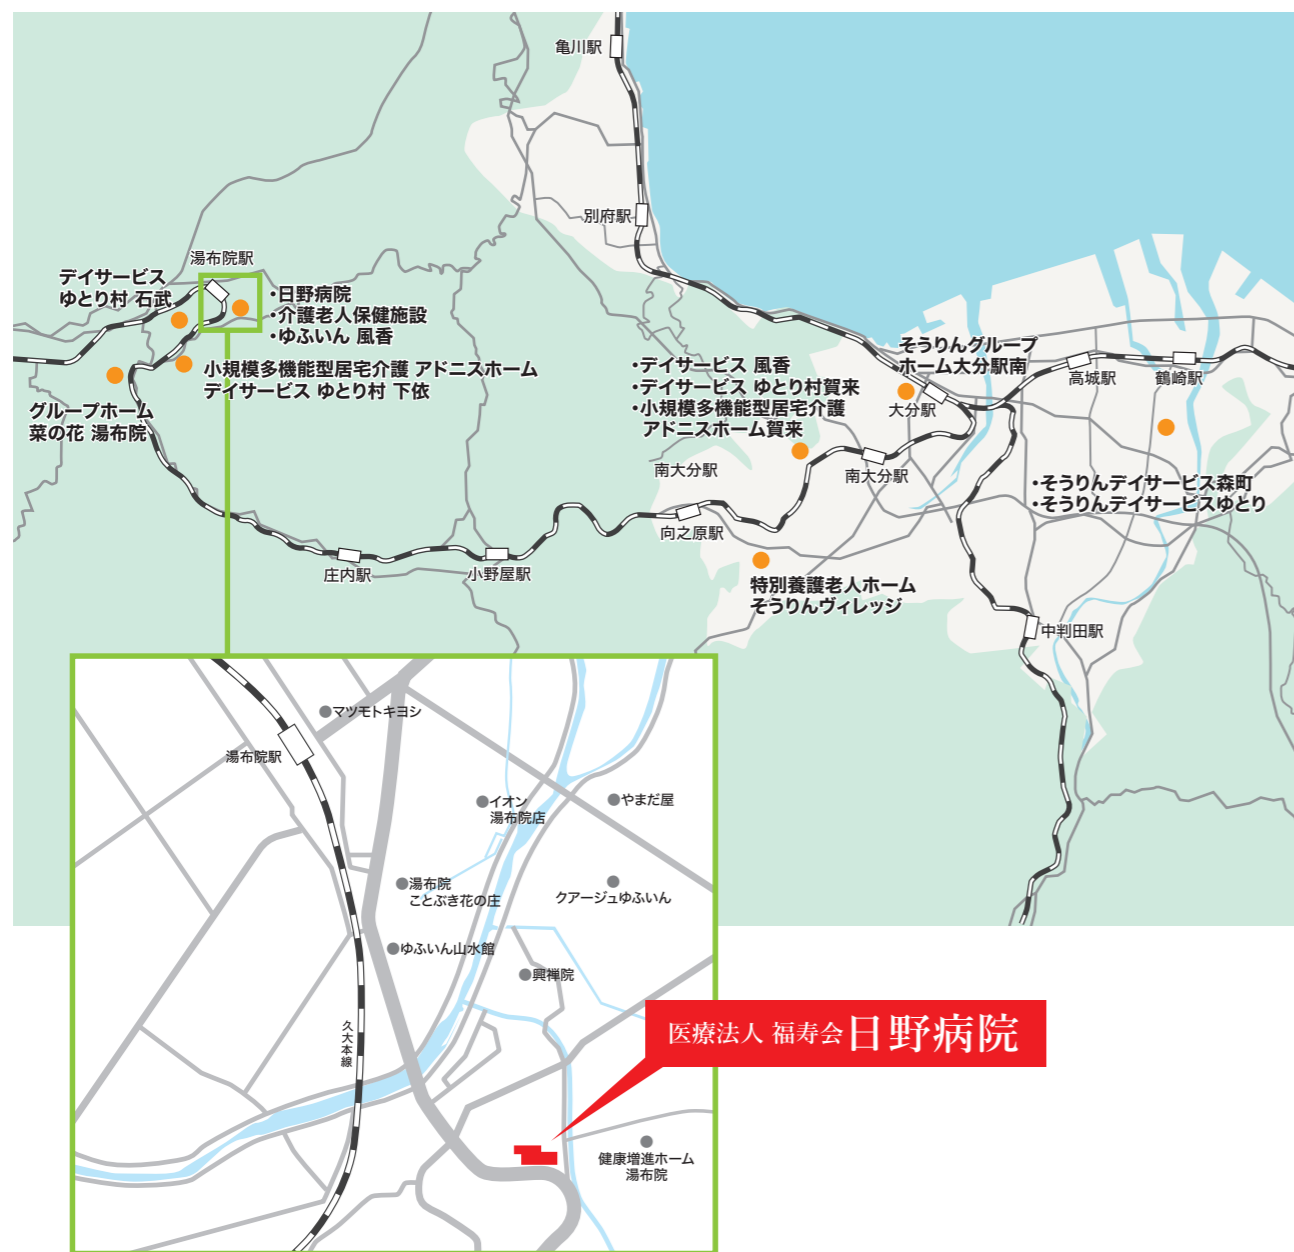 亀川駅
別府駅
湯布院駅
デイサービス
ゆとり村 石武
・日野病院
・介護老人保健施設
・ゆふいん 風香
小規模多機能型居宅介護 アドニスホーム
デイサービス ゆとり村 下依
グループホーム
菜の花 湯布院
・デイサービス 風香
・デイサービス ゆとり村賀来
・小規模多機能型居宅介護
アドニスホーム賀来
そうりんグループ
ホーム大分駅南
大分駅
高城駅
鶴崎駅
南大分駅
南大分駅
・そうりんデイサービス森町
・そうりんデイサービスゆとり
向之原駅
庄内駅
小野屋駅
特別養護老人ホーム
そうりんヴィレッジ
中判田駅
マツモトキヨシ
湯布院駅
イオン
湯布院店
やまだ屋
湯布院
ことぶき花の庄
クアージュゆふいん
ゆふいん山水館
興禅院
久大本線
医療法人 福寿会 日野病院
健康増進ホーム
湯布院